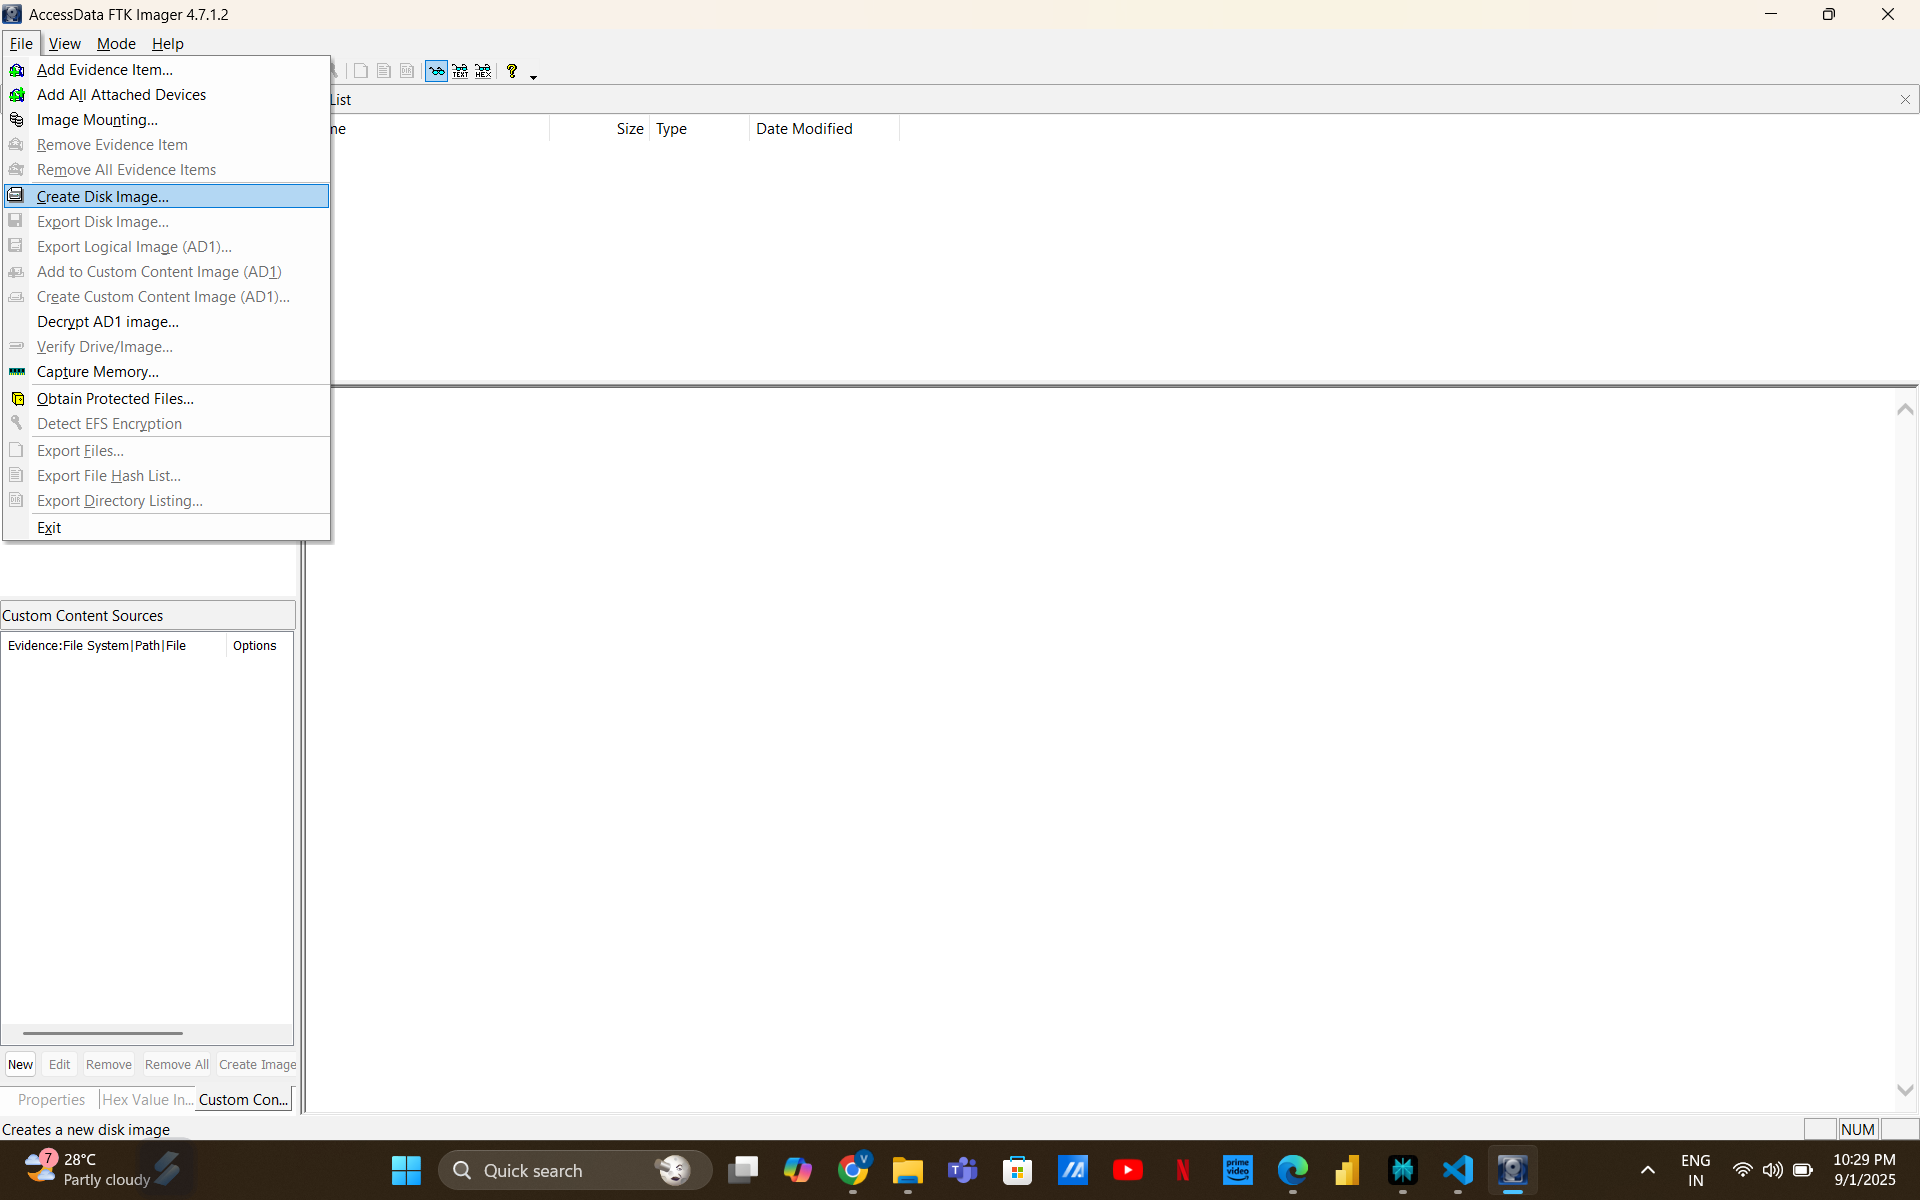 AccessData FTK Imager 4.7.1.2
File View Mode Help
Add Evidence Item...
Add All Attached Devices
Image Mounting...
Remove Evidence Item
Remove All Evidence Items
Create Disk Image...
Export Disk Image...
Export Logical Image (AD1)...
Add to Custom Content Image (AD1)
Create Custom Content Image (AD1)...
Decrypt AD1 image...
Verify Drive/Image...
Capture Memory...
Obtain Protected Files...
Detect EFS Encryption
Export Files...
Export File Hash List...
Export Directory Listing...
Exit
TEXT HEX
List
me Size Type Date Modified
Custom Content Sources
Evidence:File System|Path|File Options
New Edit Remove Remove All Create Image
Properties Hex Value In... Custom Con...
Creates a new disk image
NUM
7 28°C
Partly cloudy
Quick search
V
prime video
ENG
IN
10:29 PM
9/1/2025